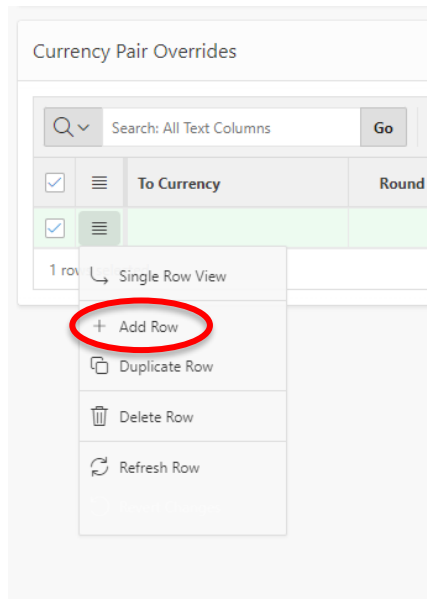 Currency Pair Overrides
Search: All Text Columns
Go
To Currency
Round
1 rov
Single Row View
Add Row
Duplicate Row
Delete Row
Refresh Row